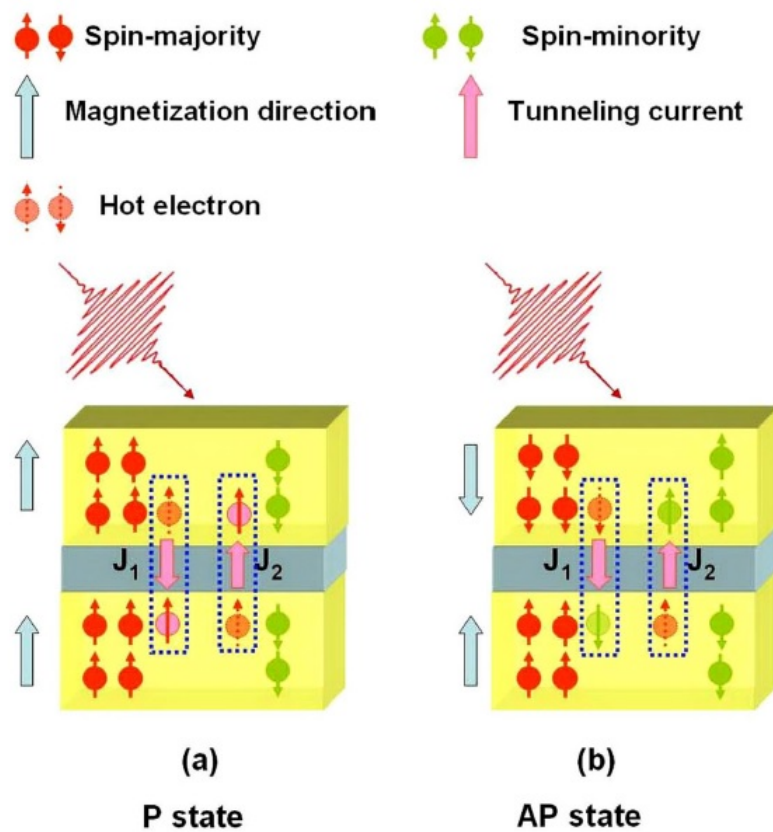 Spin-majority
Spin-minority
Magnetization direction
Tunneling current
Hot electron
J1
J2
J1
J2
(a)
(b)
P state
AP state